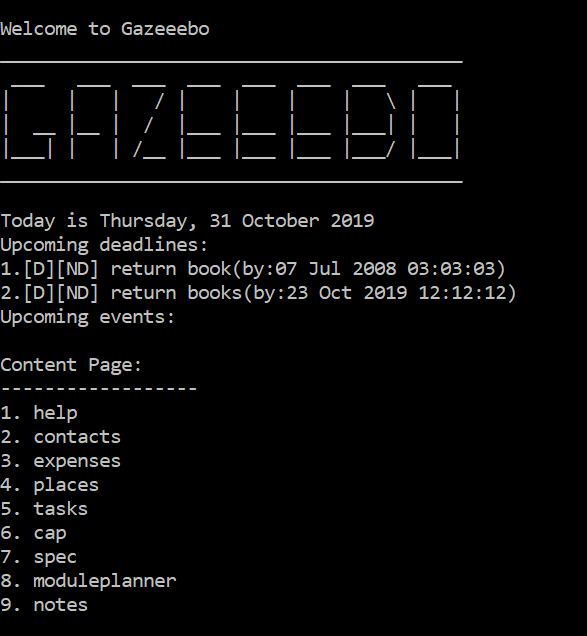 Welcome to Gazeeebo
GAZEEEBO
Today is Thursday, 31 October 2019
Upcoming deadlines:
1.[D][ND] return book(by:07 Jul 2008 03:03:03)
2.[D][ND] return books(by:23 Oct 2019 12:12:12)
Upcoming events:
Content Page:
------------------
1. help
2. contacts
3. expenses
4. places
5. tasks
6. cap
7. spec
8. moduleplanner
9. notes